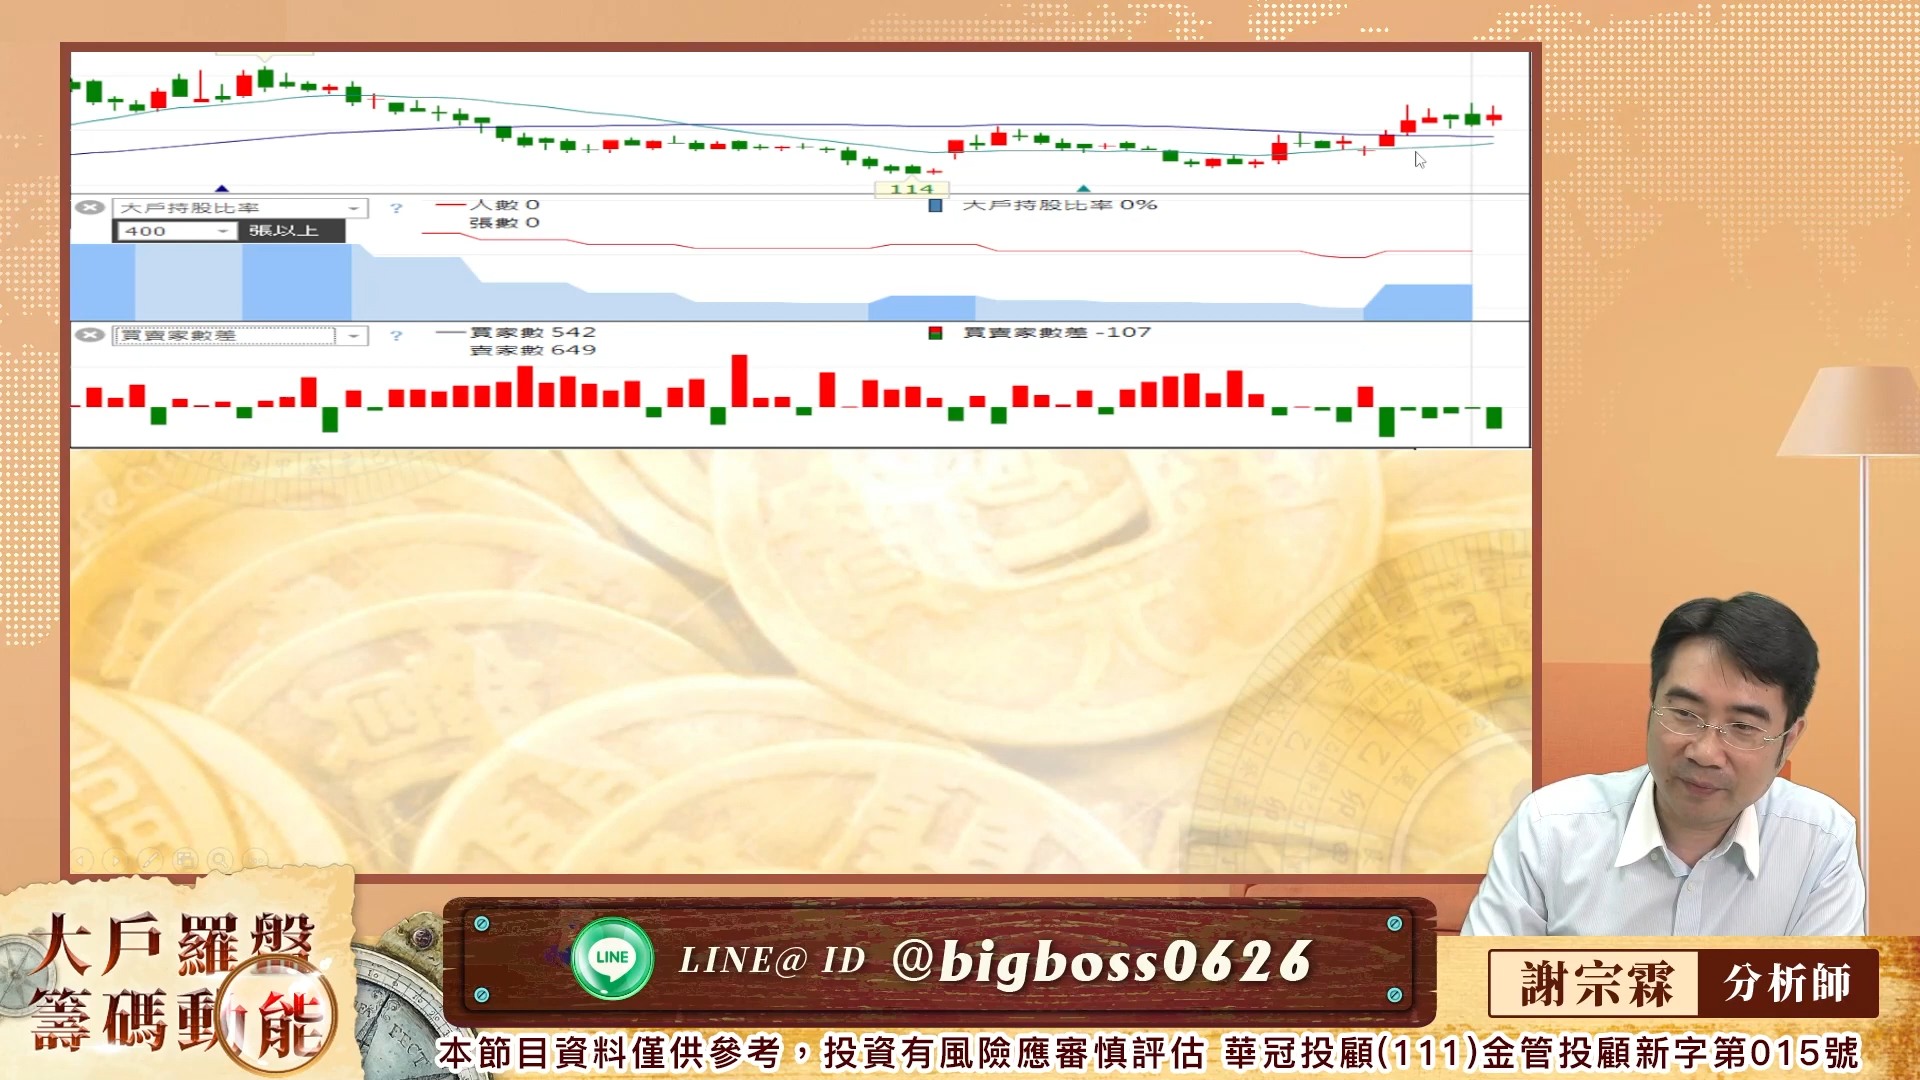 114
大戶持股比率
?
人數 0
大戶持股比率 0%
張數 0
400
張以上
買賣家數差
?
買家數 542
買賣家數差 -107
賣家數 649
大戶羅盤
籌碼動能
LINE
LINE@ ID @bigboss0626
謝宗霖
分析師
本節目資料僅供參考，投資有風險應審慎評估 華冠投顧(111)金管投顧新字第015號